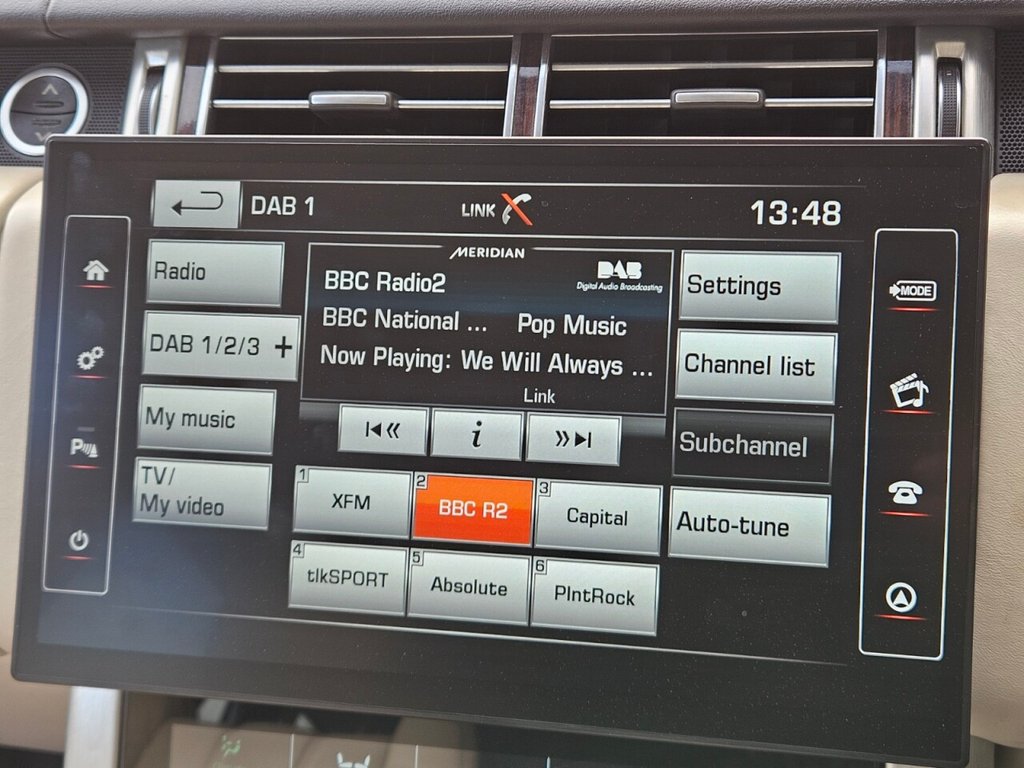 DAB 1
LINK
13:48
MERIDIAN
Radio
BBC Radio2
DAB
Digital Audio Broadcasting
Settings
DAB 1/2/3 +
BBC National ... Pop Music
Now Playing: We Will Always ...
Link
Channel list
My music
i
Subchannel
TV/
My video
1 XFM
2 BBC R2
3 Capital
Auto-tune
4 tlkSPORT
5 Absolute
6 PlntRock
P
MODE